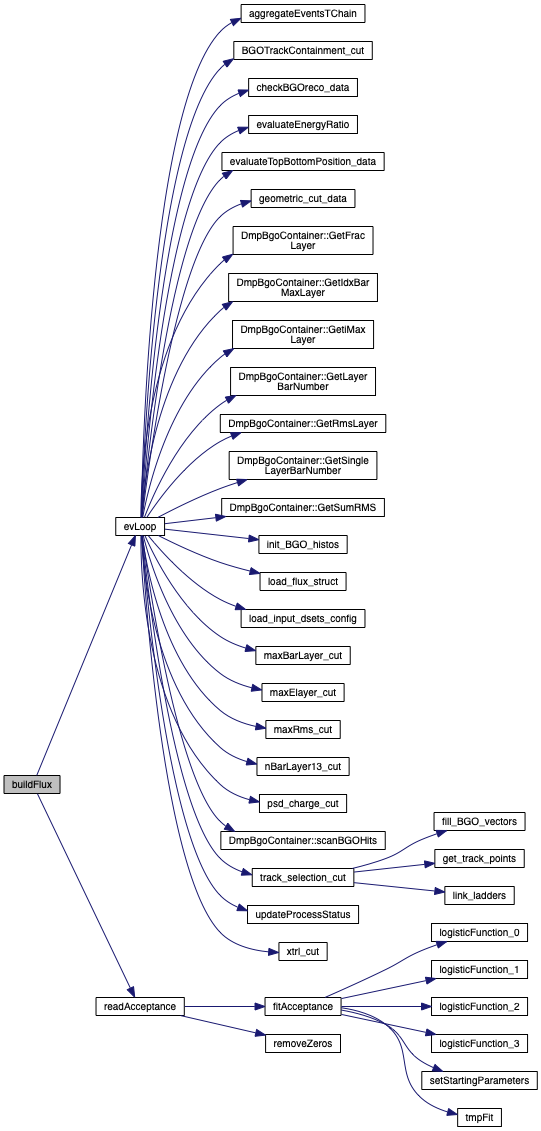 aggregateEventsTChain
BGOTrackContainment_cut
checkBGOreco_data
evaluateEnergyRatio
evaluateTopBottomPosition_data
geometric_cut_data
DmpBgoContainer::GetFrac
Layer
DmpBgoContainer::GetIdxBar
MaxLayer
DmpBgoContainer::GetiMax
Layer
DmpBgoContainer::GetLayer
BarNumber
DmpBgoContainer::GetRmsLayer
DmpBgoContainer::GetSingle
LayerBarNumber
DmpBgoContainer::GetSumRMS
evLoop
init_BGO_histos
load_flux_struct
load_input_dsets_config
maxBarLayer_cut
maxElayer_cut
maxRms_cut
nBarLayer13_cut
buildFlux
psd_charge_cut
fill_BGO_vectors
DmpBgoContainer::scanBGOHits
get_track_points
track_selection_cut
link_ladders
updateProcessStatus
logisticFunction_0
xtrl_cut
logisticFunction_1
readAcceptance
fitAcceptance
logisticFunction_2
removeZeros
logisticFunction_3
setStartingParameters
tmpFit